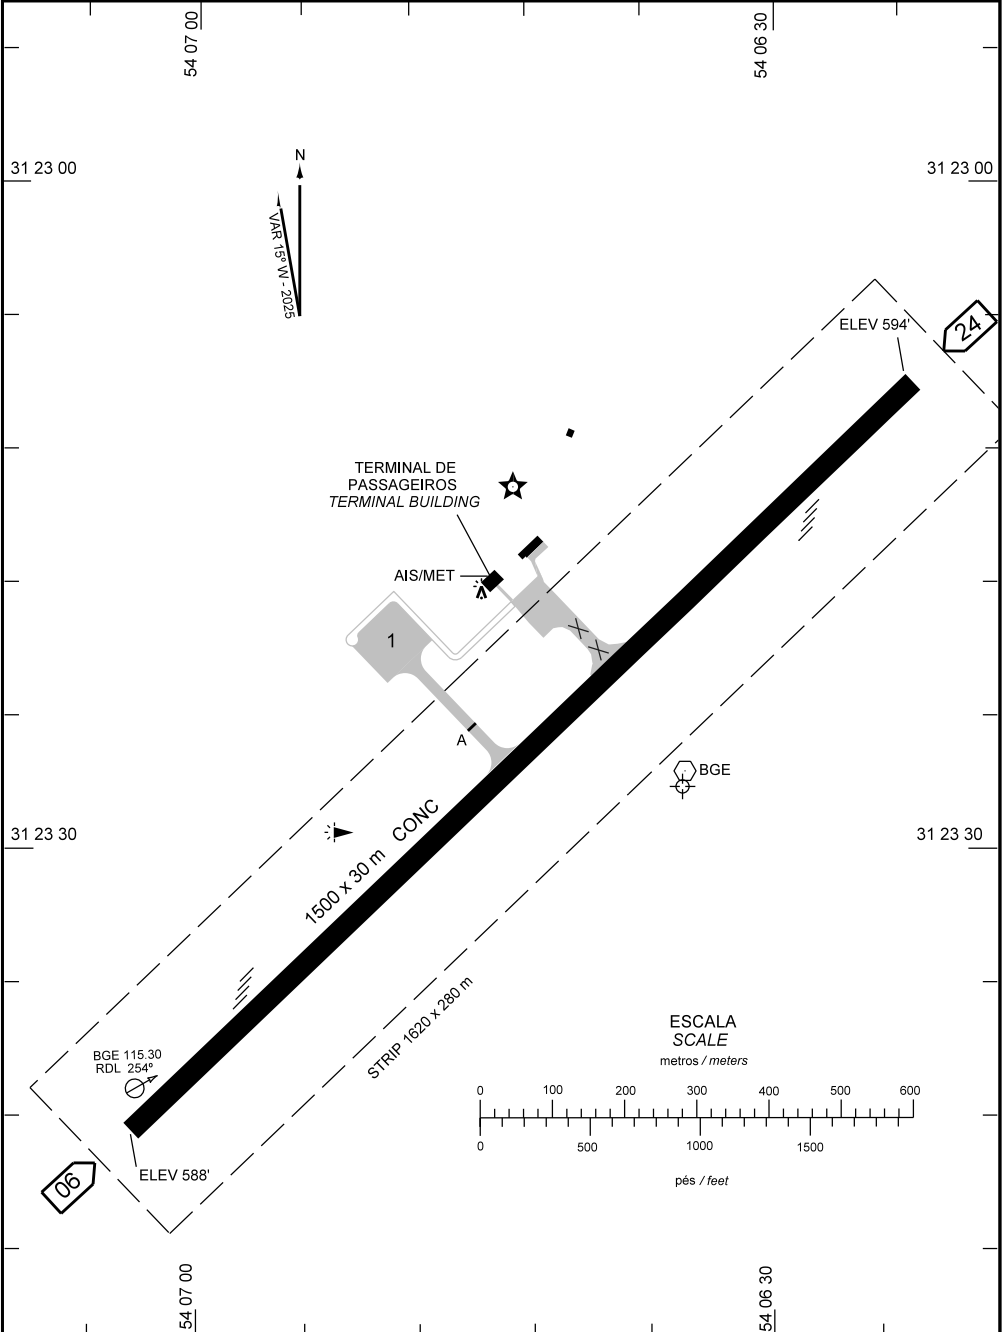 54 07 00
54 06 30
31 23 00
31 23 00
N
VAR 15º W - 2025
24
ELEV 594'
TERMINAL DE
PASSAGEIROS
TERMINAL BUILDING
AIS/MET
1
A
BGE
31 23 30
31 23 30
1500 x 30 m CONC
STRIP 1620 x 280 m
BGE 115.30
RDL 254º
ELEV 588'
06
ESCALA
SCALE
metros / meters
0 100 200 300 400 500 600
0 500 1000 1500
pés / feet
54 07 00
54 06 30